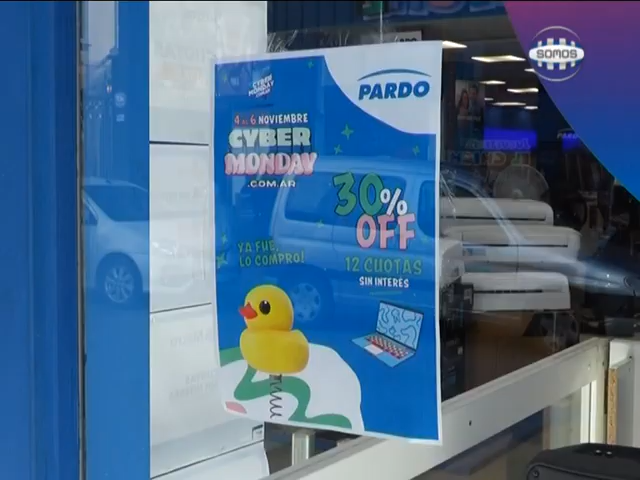 SOMOS
CYBER
MONDAY
PARDO
4 AL 6 NOVIEMBRE
CYBER
MONDAY
.COM.AR
30%
OFF
YA FUE,
LO COMPRO!
12 CUOTAS
SIN INTERÉS